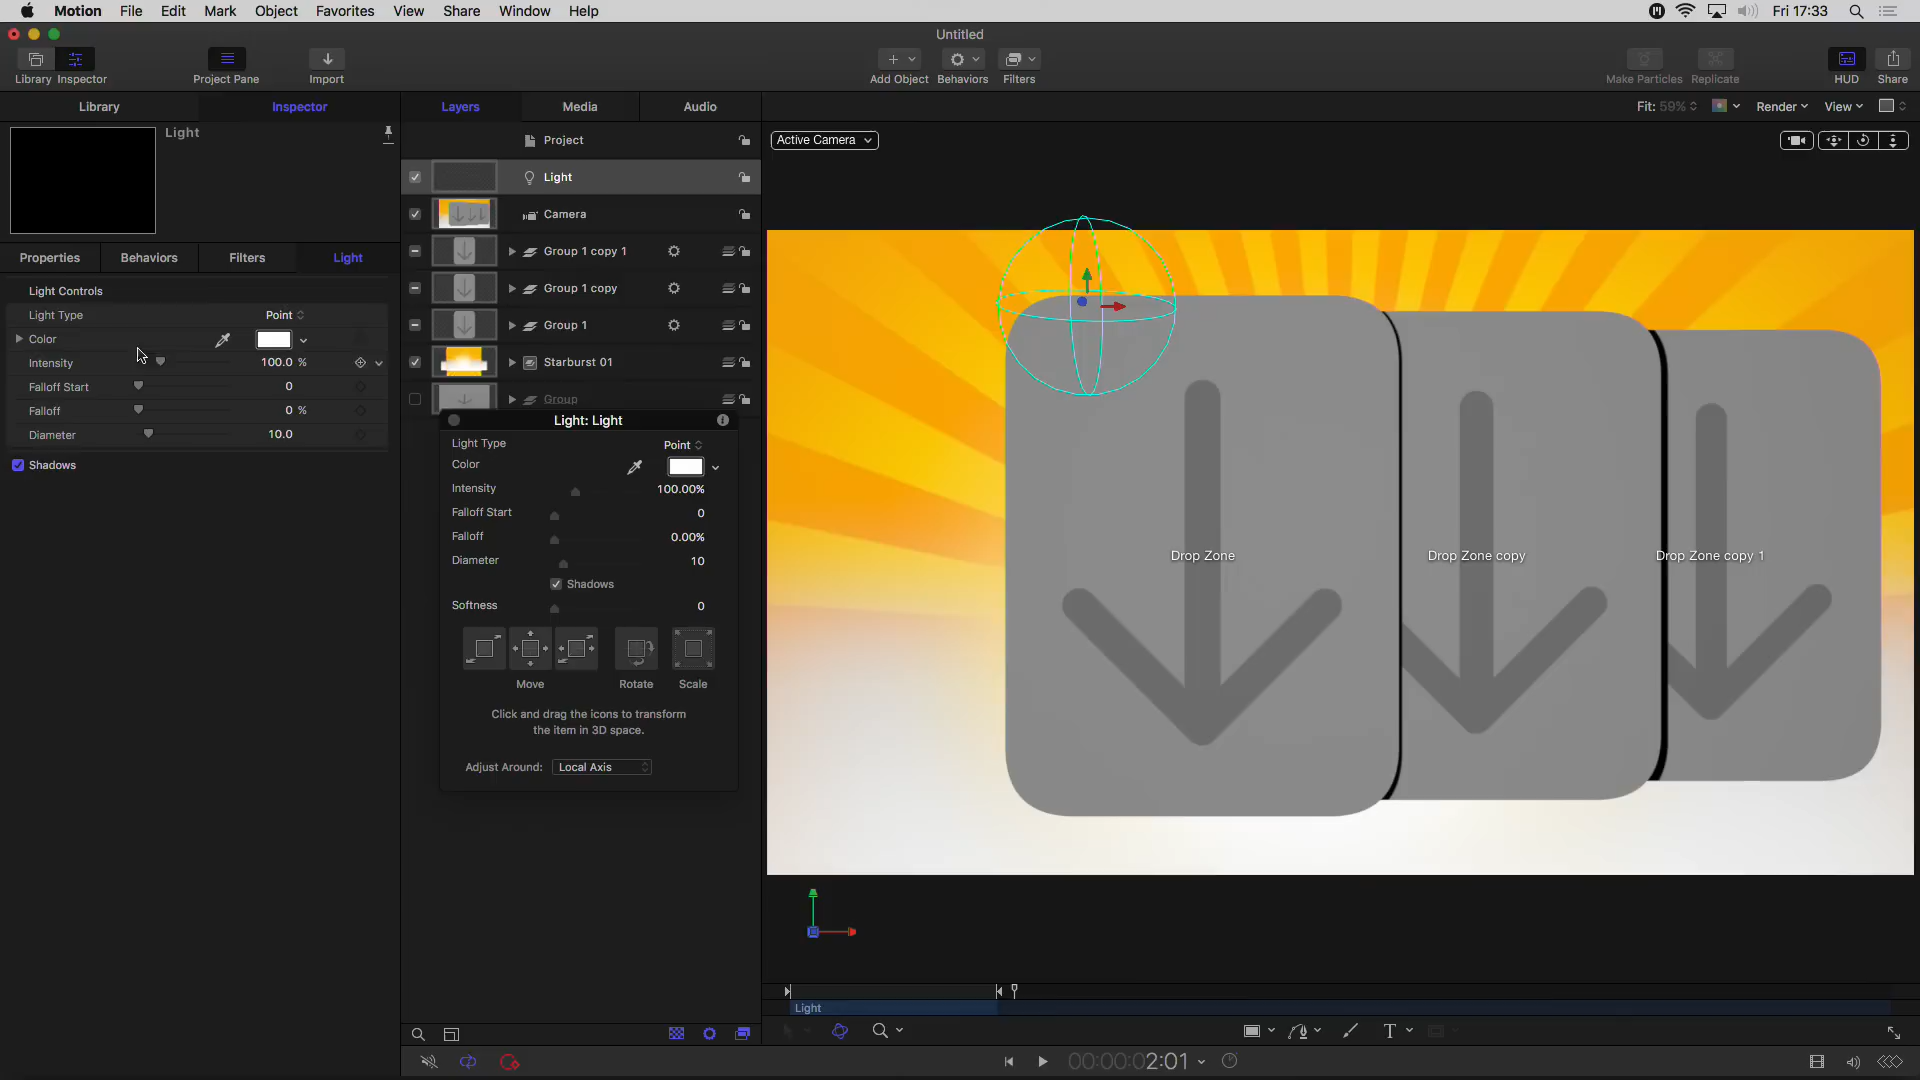 Motion File Edit Mark Object Favorites View Share Window Help Fri 17:33
Untitled
Library Inspector Project Pane Import Add Object Behaviors Filters Make Particles Replicate HUD Share
Library Inspector Layers Media Audio Fit: 59% Render View
Light
Project
Active Camera
Light
Camera
Group 1 copy 1
Group 1 copy
Group 1
Starburst 01
Group
Properties Behaviors Filters Light
Light Controls
Light Type Point
Color
Intensity 100.0 %
Falloff Start 0
Falloff 0 %
Diameter 10.0
Shadows
Light: Light
Light Type Point
Color
Intensity 100.00%
Falloff Start 0
Falloff 0.00%
Diameter 10
Shadows
Softness 0
Move Rotate Scale
Click and drag the icons to transform
the item in 3D space.
Adjust Around: Local Axis
Drop Zone Drop Zone copy Drop Zone copy 1
Light
T
00:00:02:01